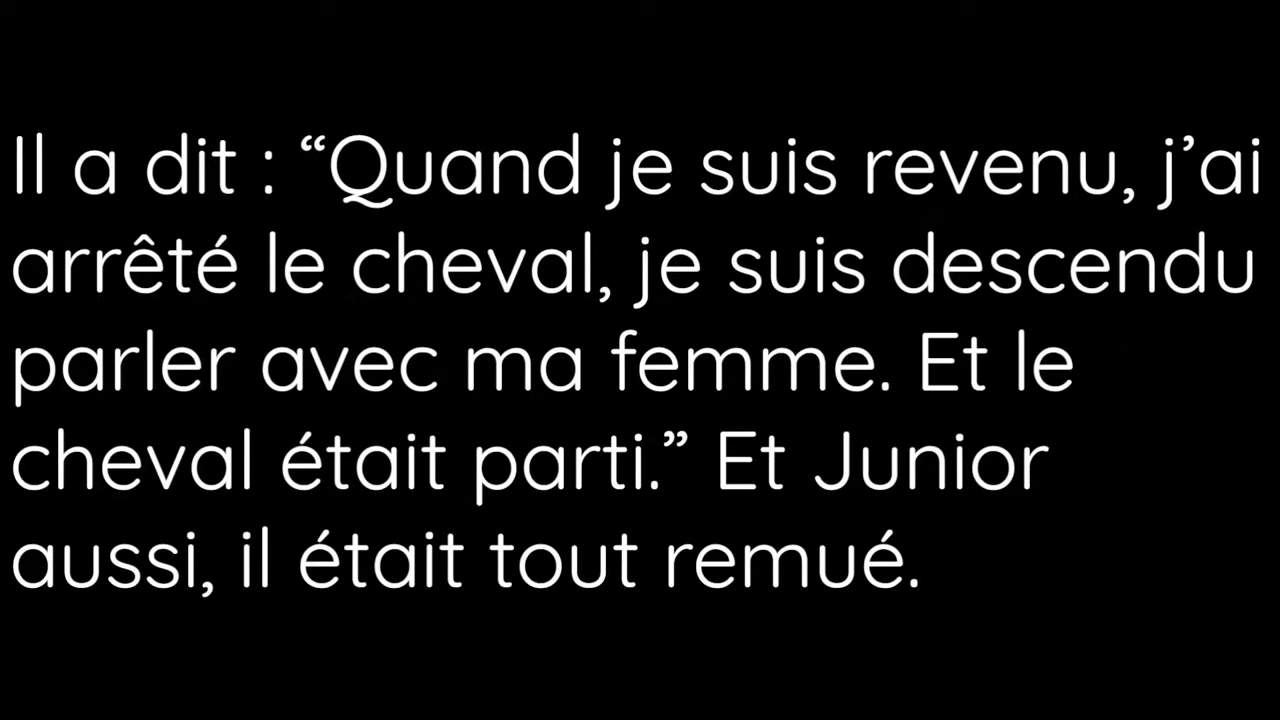 Il a dit : “Quand je suis revenu, j’ai
arrêté le cheval, je suis descendu
parler avec ma femme. Et le
cheval était parti.” Et Junior
aussi, il était tout remué.